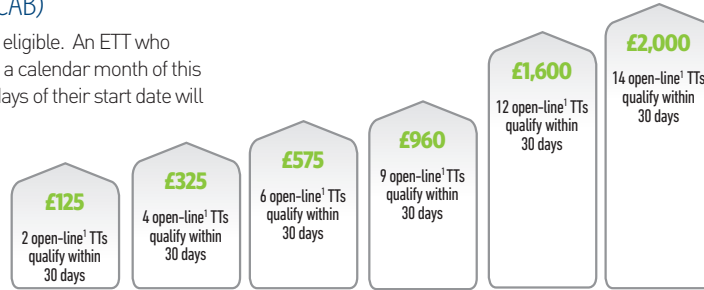 CAB)
eligible. An ETT who
a calendar month of this
days of their start date will
£125
2 open-line¹ TTs
qualify within
30 days
£325
4 open-line¹ TTs
qualify within
30 days
£575
6 open-line¹ TTs
qualify within
30 days
£960
9 open-line¹ TTs
qualify within
30 days
£1,600
12 open-line¹ TTs
qualify within
30 days
£2,000
14 open-line¹ TTs
qualify within
30 days